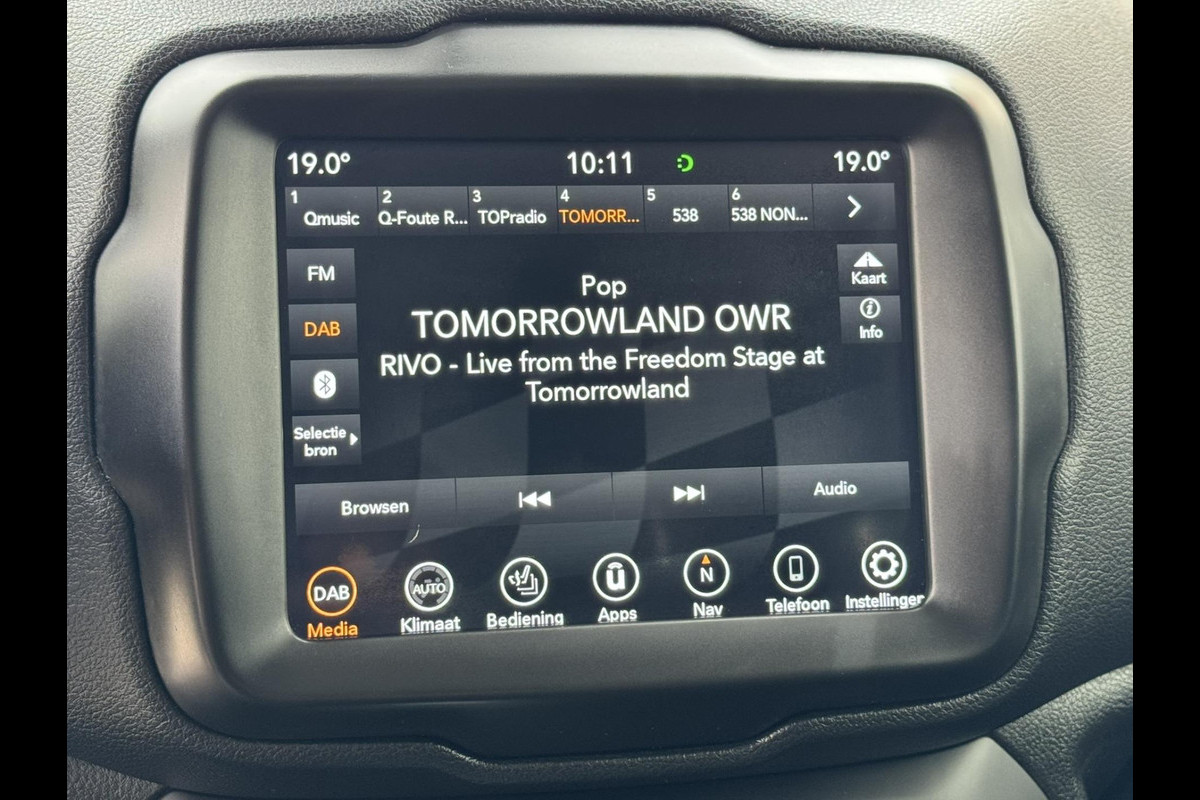 19.0° 10:11 19.0°
1 2 3 4 5 6
Qmusic Q-Foute R... TOPradio TOMORR... 538 538 NON...
FM
DAB
Selectie
bron
Pop
TOMORROWLAND OWR
RIVO - Live from the Freedom Stage at
Tomorrowland
Kaart
Info
Browsen Audio
DAB AUTO N
Media Klimaat Bediening Apps Nav Telefoon Instellingen